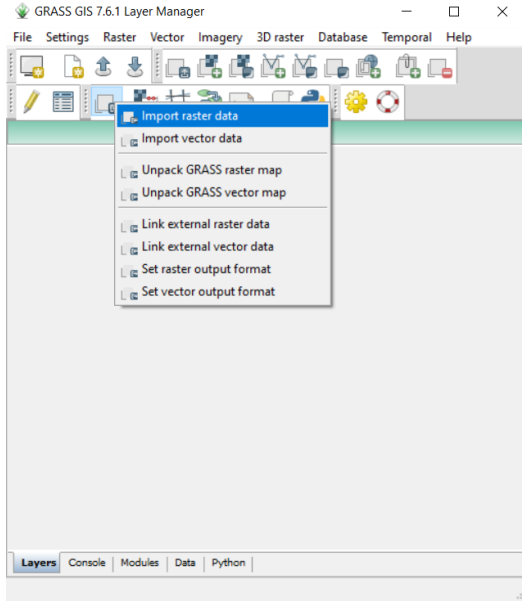 GRASS GIS 7.6.1 Layer Manager
File Settings Raster Vector Imagery 3D raster Database Temporal Help
Import raster data
Import vector data
Unpack GRASS raster map
Unpack GRASS vector map
Link external raster data
Link external vector data
Set raster output format
Set vector output format
Layers Console Modules Data Python